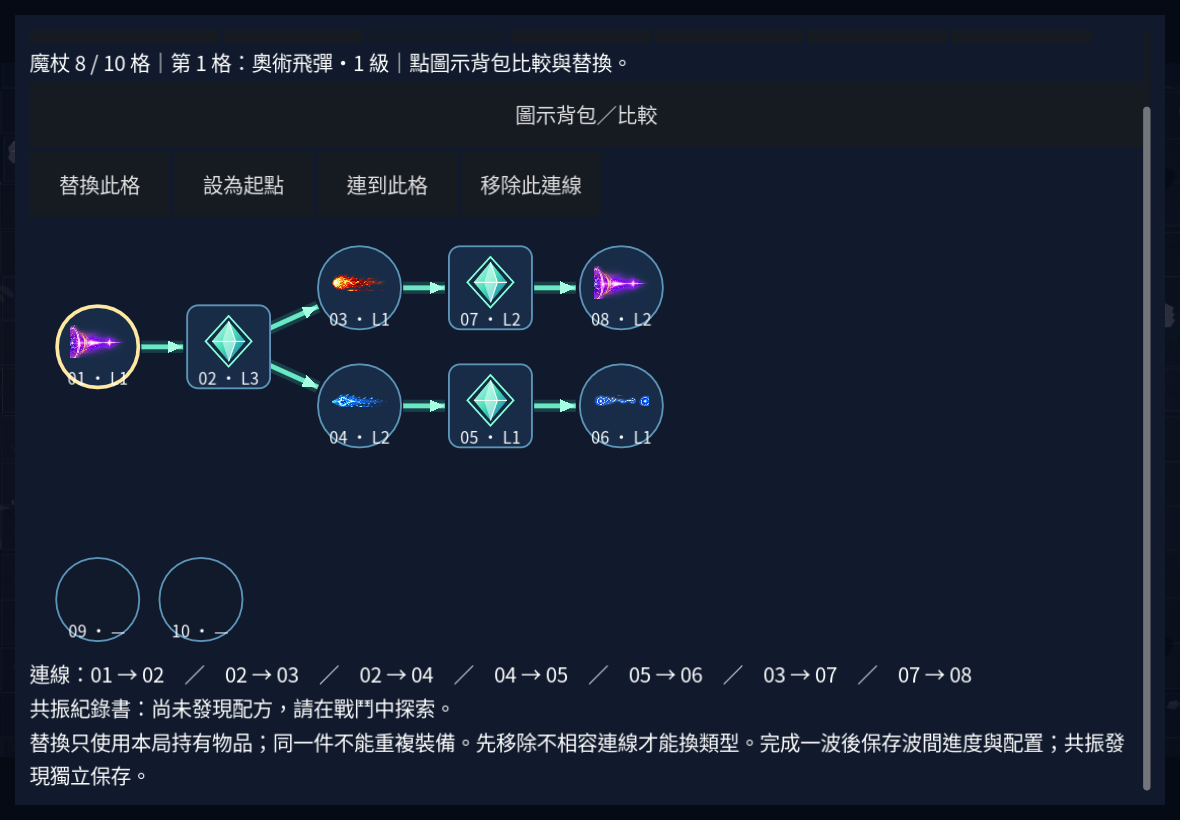 魔杖 8 / 10 格｜第 1 格：奧術飛彈・1 級｜點圖示背包比較與替換。
圖示背包／比較
替換此格 設為起點 連到此格 移除此連線
03・L1 07・L2 08・L2
01・L1 02・L3
04・L2 05・L1 06・L1
09・— 10・—
連線：01→02 ／ 02→03 ／ 02→04 ／ 04→05 ／ 05→06 ／ 03→07 ／ 07→08
共振紀錄書：尚未發現配方，請在戰鬥中探索。
替換只使用本局持有物品；同一件不能重複裝備。先移除不相容連線才能換類型。完成一波後保存波間進度與配置；共振發
現獨立保存。